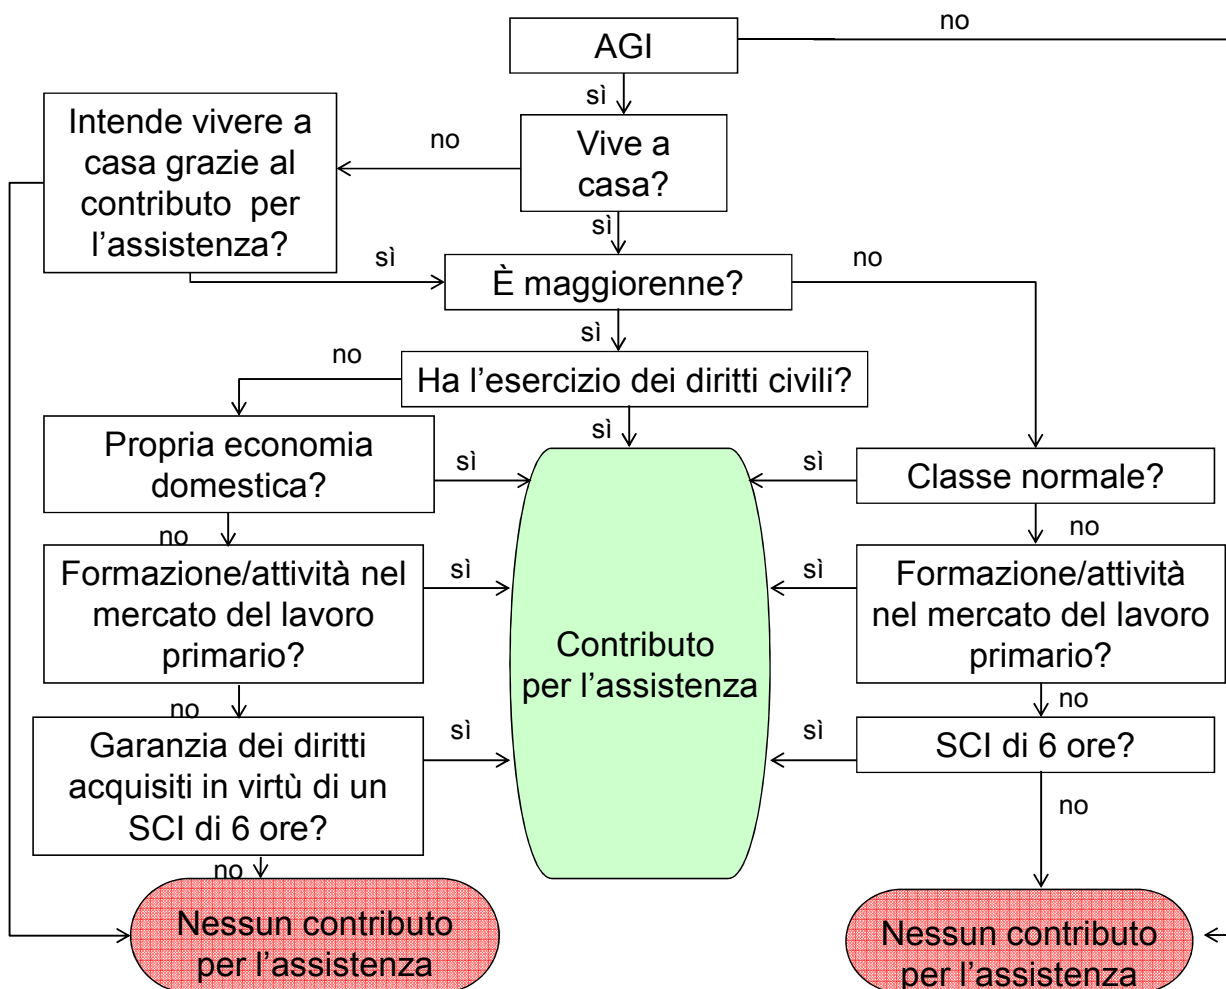 AGI
no
sì
Intende vivere a
casa grazie al
contributo per
l'assistenza?
no
Vive a
casa?
sì
sì
È maggiorenne?
no
sì
no
Ha l'esercizio dei diritti civili?
sì
Propria economia
domestica?
sì
sì
Classe normale?
no
no
Formazione/attività nel
mercato del lavoro
primario?
sì
Contributo
per l'assistenza
sì
Formazione/attività
nel mercato del lavoro
primario?
no
no
Garanzia dei diritti
acquisiti in virtù di un
SCI di 6 ore?
sì
sì
SCI di 6 ore?
no
no
Nessun contributo
per l'assistenza
Nessun contributo
per l'assistenza